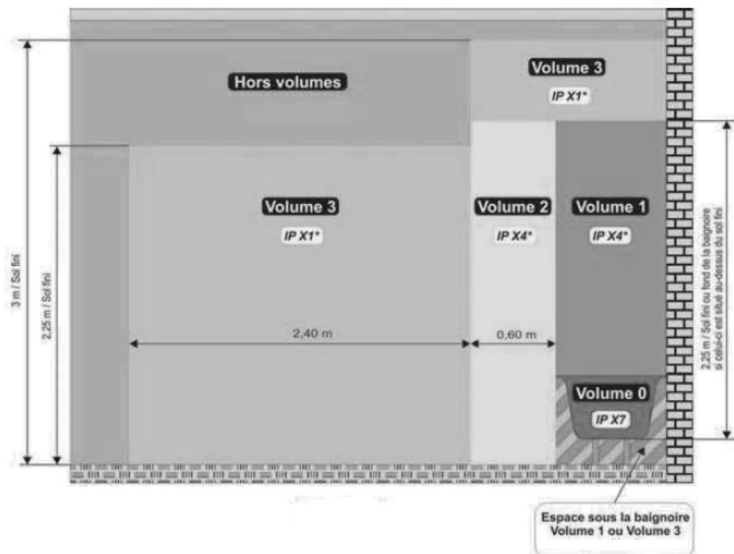 Hors volumes
Volume 3
IP X1*
Volume 3
IP X1*
Volume 2
IP X4*
Volume 1
IP X4*
3 m / Sol fini
2,25 m / Sol fini
2,40 m
0,60 m
2,25 m / Sol fini ou fond de la baignoire
si celui-ci est situé au-dessus du sol fini
Volume 0
IP X7
Espace sous la baignoire
Volume 1 ou Volume 3